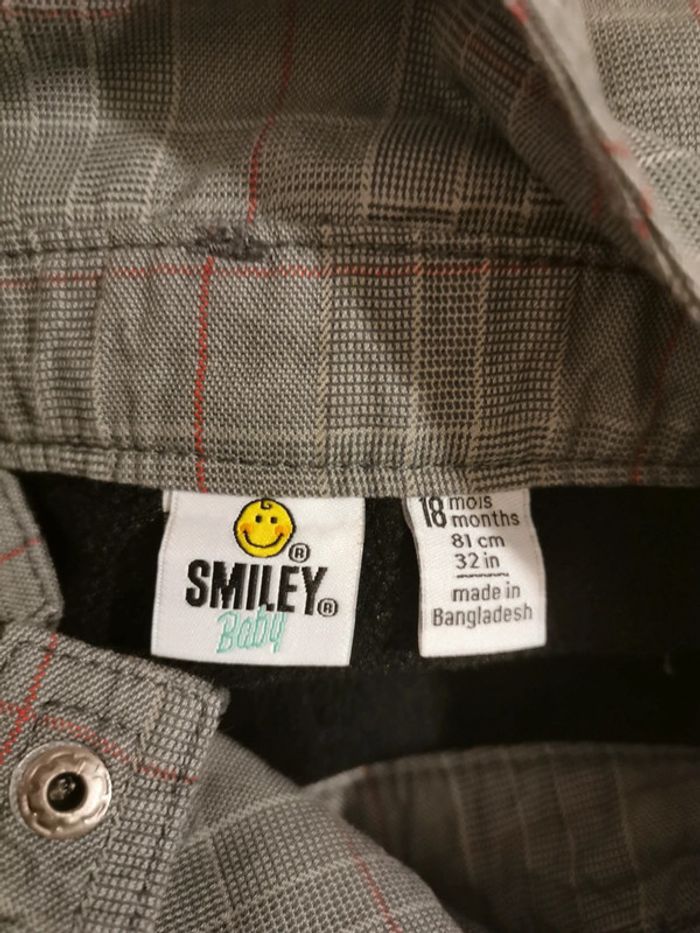 SMILEY®
Baby
18 mois
months
81 cm
32 in
made in
Bangladesh